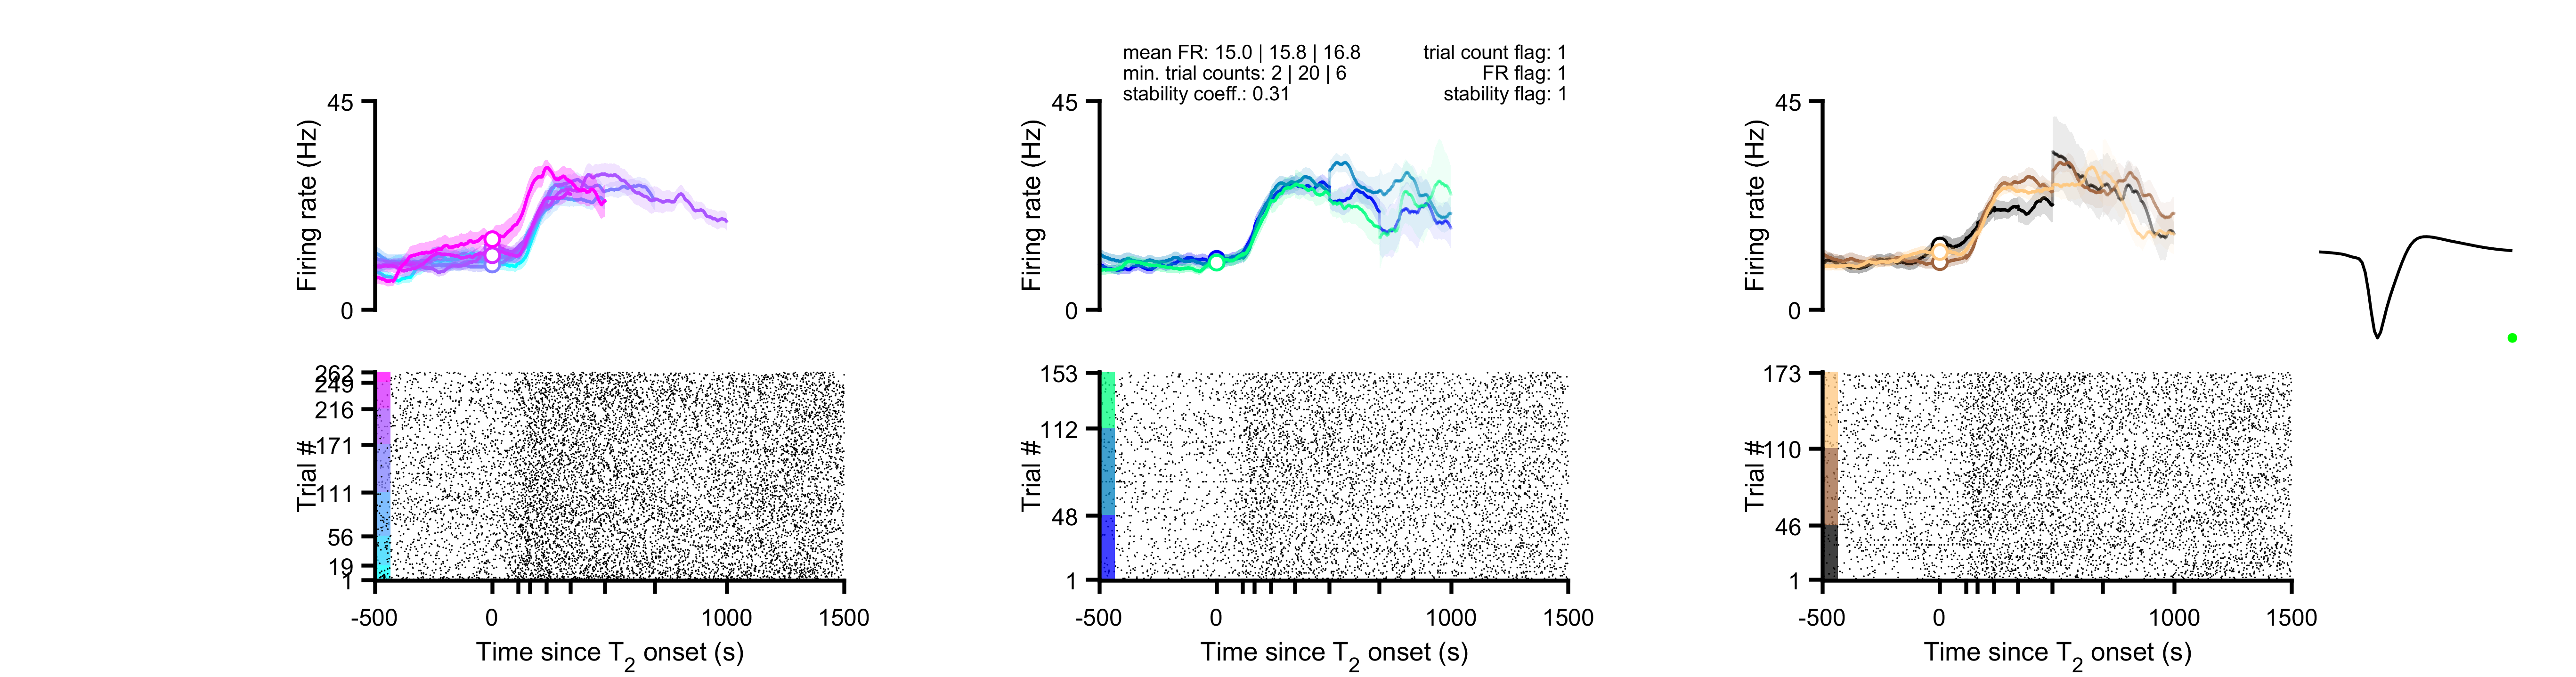 mean FR: 15.0 | 15.8 | 16.8
min. trial counts: 2 | 20 | 6
stability coeff.: 0.31
trial count flag: 1
FR flag: 1
stability flag: 1
45
Firing rate (Hz)
0
45
Firing rate (Hz)
0
45
Firing rate (Hz)
0
262
249
216
171
111
56
19
1
Trial #
-500
0
1000
1500
Time since T2 onset (s)
153
112
48
1
Trial #
-500
0
1000
1500
Time since T2 onset (s)
173
110
46
1
Trial #
-500
0
1000
1500
Time since T2 onset (s)